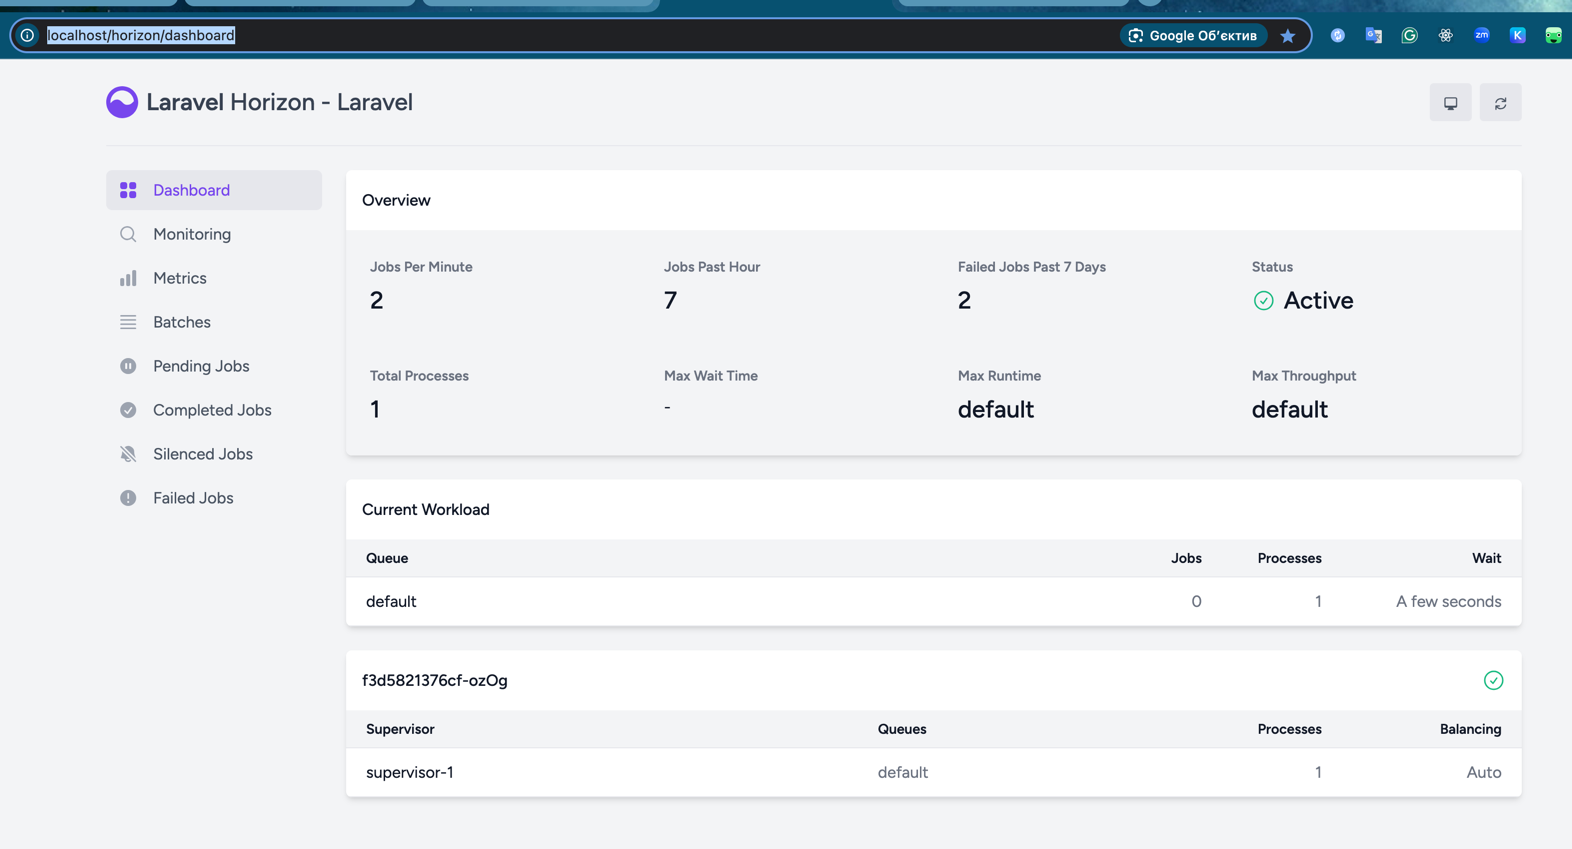 localhost/horizon/dashboard
Google Об'єктив
zm
K
Laravel Horizon - Laravel
Dashboard
Monitoring
Metrics
Batches
Pending Jobs
Completed Jobs
Silenced Jobs
Failed Jobs
Overview
Jobs Per Minute
Jobs Past Hour
Failed Jobs Past 7 Days
Status
2
7
2
Active
Total Processes
Max Wait Time
Max Runtime
Max Throughput
1
-
default
default
Current Workload
Queue Jobs Processes Wait
default 0 1 A few seconds
f3d5821376cf-ozOg
Supervisor Queues Processes Balancing
supervisor-1 default 1 Auto